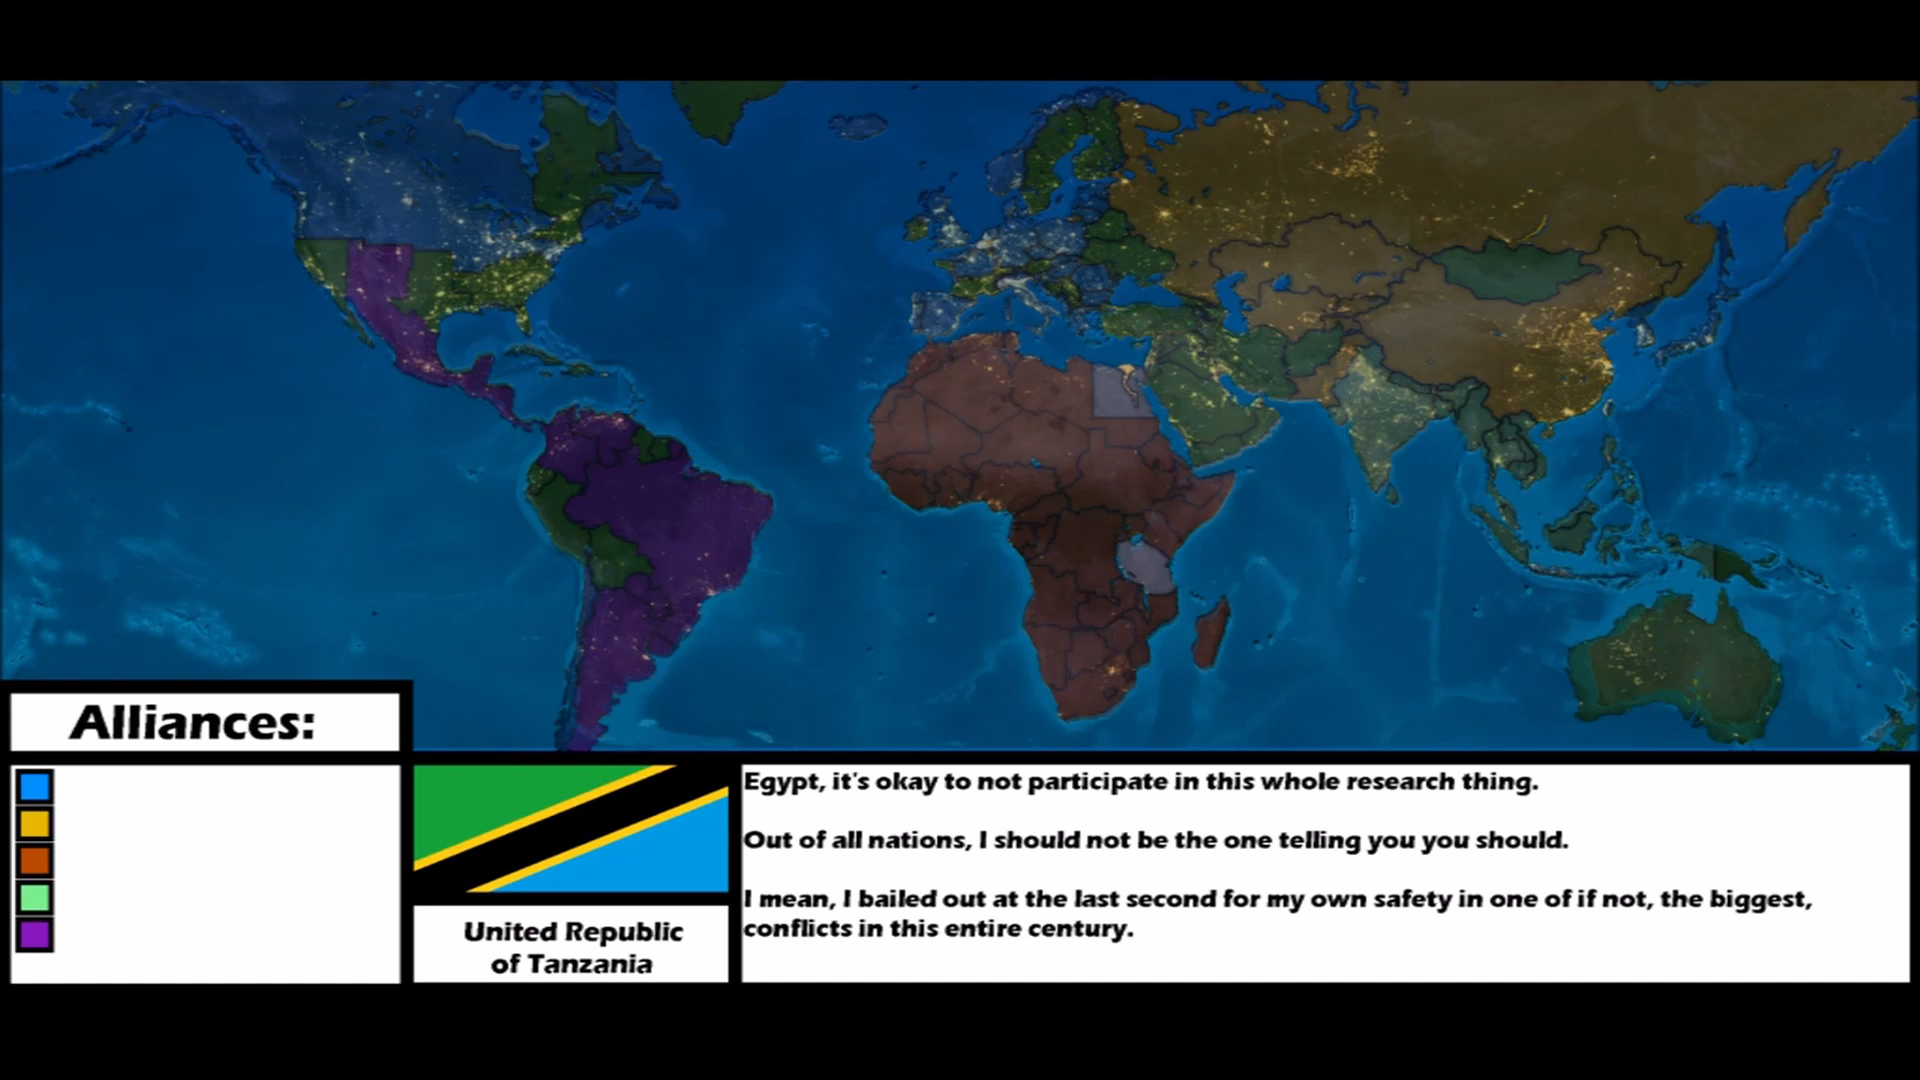 Alliances:
United Republic
of Tanzania
Egypt, it's okay to not participate in this whole research thing.
Out of all nations, I should not be the one telling you you should.
I mean, I bailed out at the last second for my own safety in one of if not, the biggest,
conflicts in this entire century.